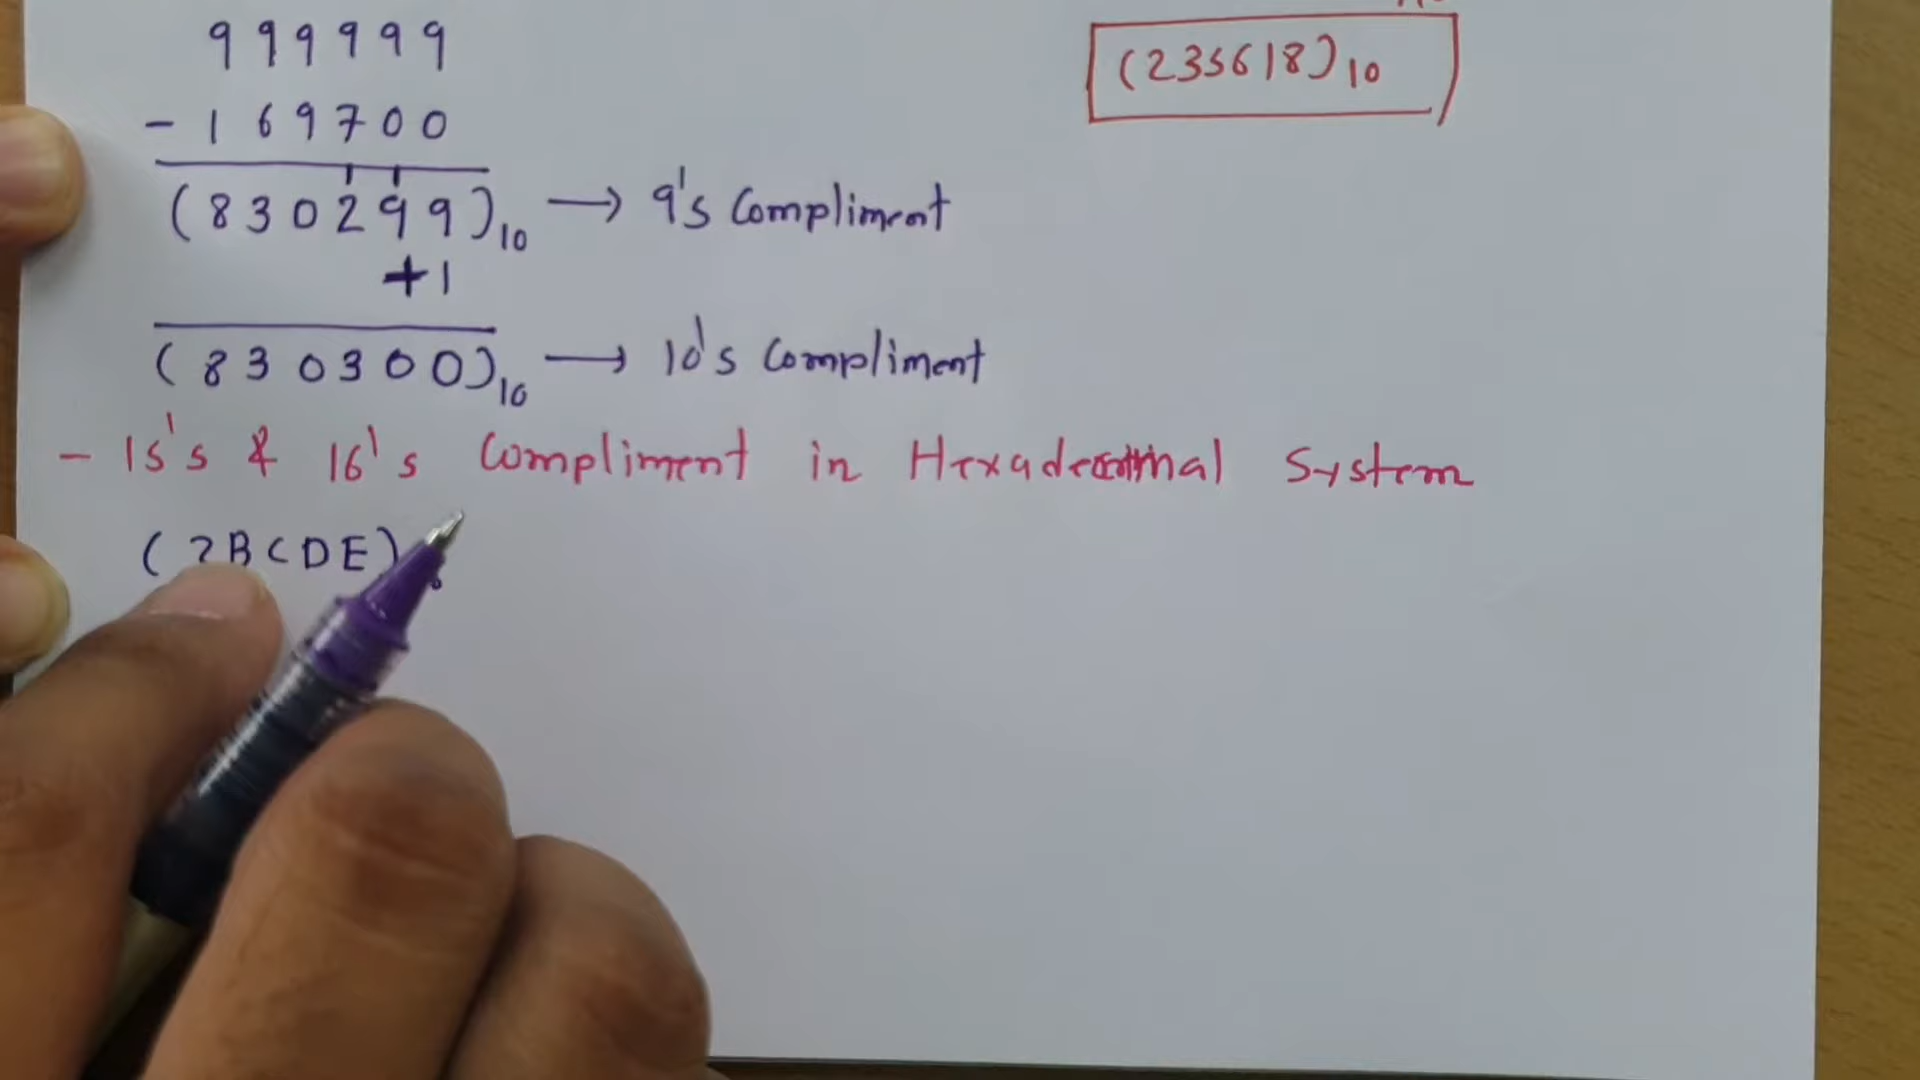 999999
- 169700
(830299)10 → 9's Compliment
+1
(830300)10 → 10's Compliment
(235618)10
- 15's & 16's Compliment in Hexadecimal System
(2BCDE)